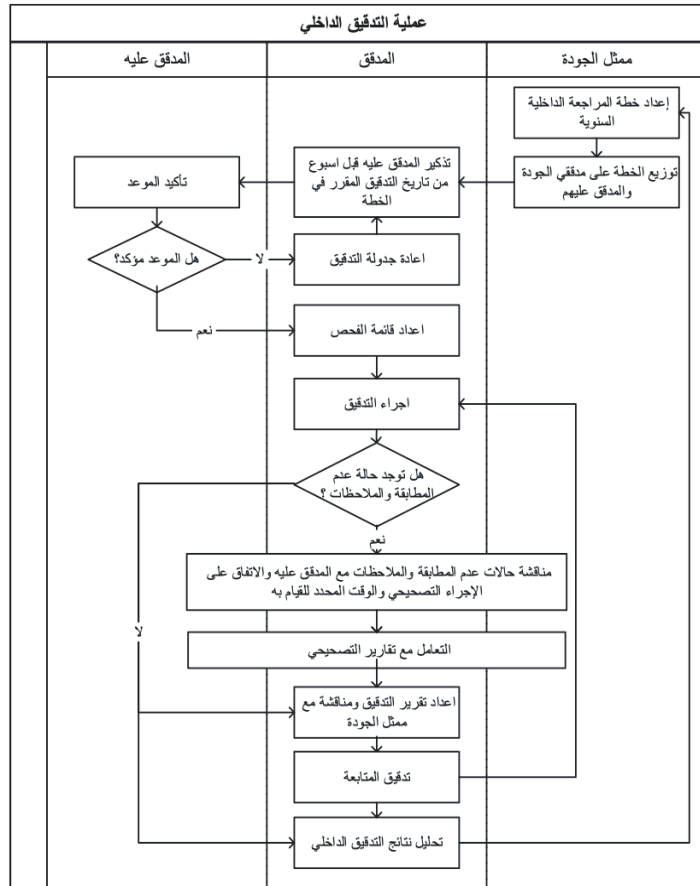 عملية التدقيق الداخلي
ممثل الجودة
المدقق
المدقق عليه
إعداد خطة المراجعة الداخلية
السنوية
توزيع الخطة على مدققي الجودة
والمدقق عليهم
تذكير المدقق عليه قبل اسبوع
من تاريخ التدقيق المقرر في
الخطة
تأكيد الموعد
هل الموعد مؤكد؟
لا
اعادة جدولة التدقيق
نعم
اعداد قائمة الفحص
اجراء التدقيق
هل توجد حالة عدم
المطابقة والملاحظات ؟
نعم
مناقشة حالات عدم المطابقة والملاحظات مع المدقق عليه والاتفاق على
الإجراء التصحيحي والوقت المحدد للقيام به
لا
التعامل مع تقارير التصحيحي
اعداد تقرير التدقيق ومناقشة مع
ممثل الجودة
تدقيق المتابعة
تحليل نتائج التدقيق الداخلي